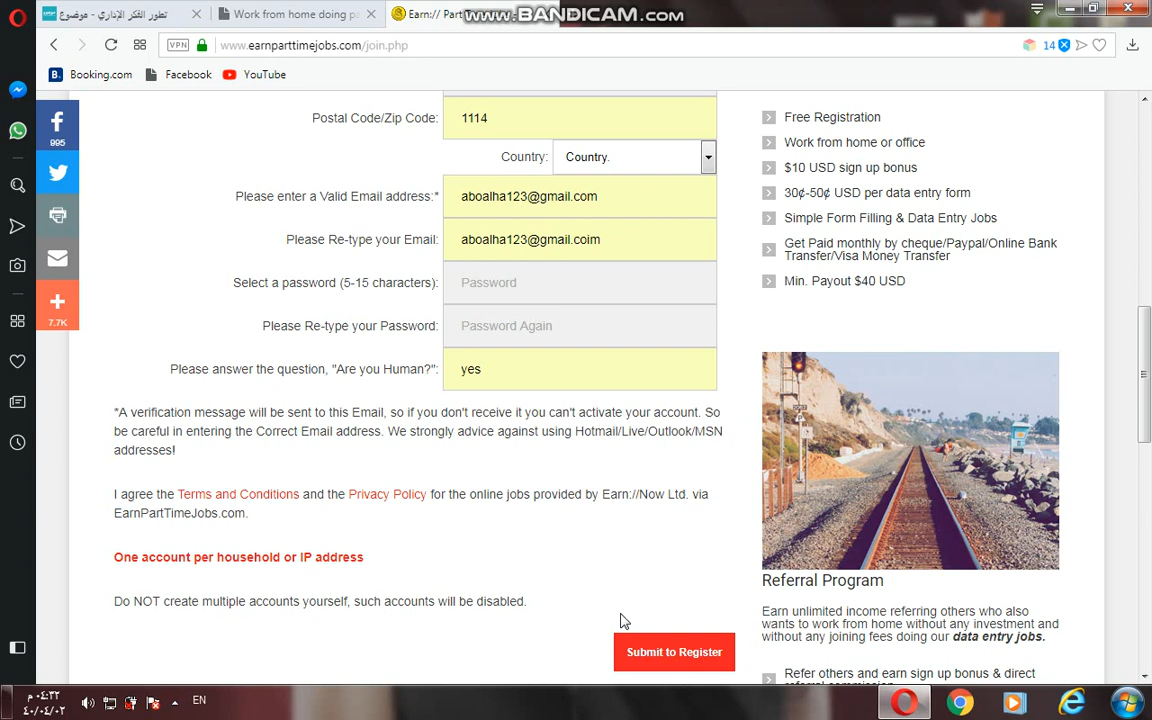 تطور الفكر الإداري - موضوع
Work from home doing pa
Earn:// Part
www.BANDICAM.com
VPN
www.earnparttimejobs.com/join.php
14
B. Booking.com
Facebook
YouTube
995
7.7K
Postal Code/Zip Code:
1114
Country:
Country.
Please enter a Valid Email address:*
aboalha123@gmail.com
Please Re-type your Email:
aboalha123@gmail.coim
Select a password (5-15 characters):
Password
Please Re-type your Password:
Password Again
Please answer the question, "Are you Human?":
yes
*A verification message will be sent to this Email, so if you don't receive it you can't activate your account. So
be careful in entering the Correct Email address. We strongly advice against using Hotmail/Live/Outlook/MSN
addresses!
I agree the Terms and Conditions and the Privacy Policy for the online jobs provided by Earn://Now Ltd. via
EarnPartTimeJobs.com.
One account per household or IP address
Do NOT create multiple accounts yourself, such accounts will be disabled.
Submit to Register
Free Registration
Work from home or office
$10 USD sign up bonus
30¢-50¢ USD per data entry form
Simple Form Filling & Data Entry Jobs
Get Paid monthly by cheque/Paypal/Online Bank
Transfer/Visa Money Transfer
Min. Payout $40 USD
Referral Program
Earn unlimited income referring others who also
wants to work from home without any investment and
without any joining fees doing our data entry jobs.
Refer others and earn sign up bonus & direct
referral commission
EN
٠٤:٣٢ م
٤٠/٠٤/٠٢